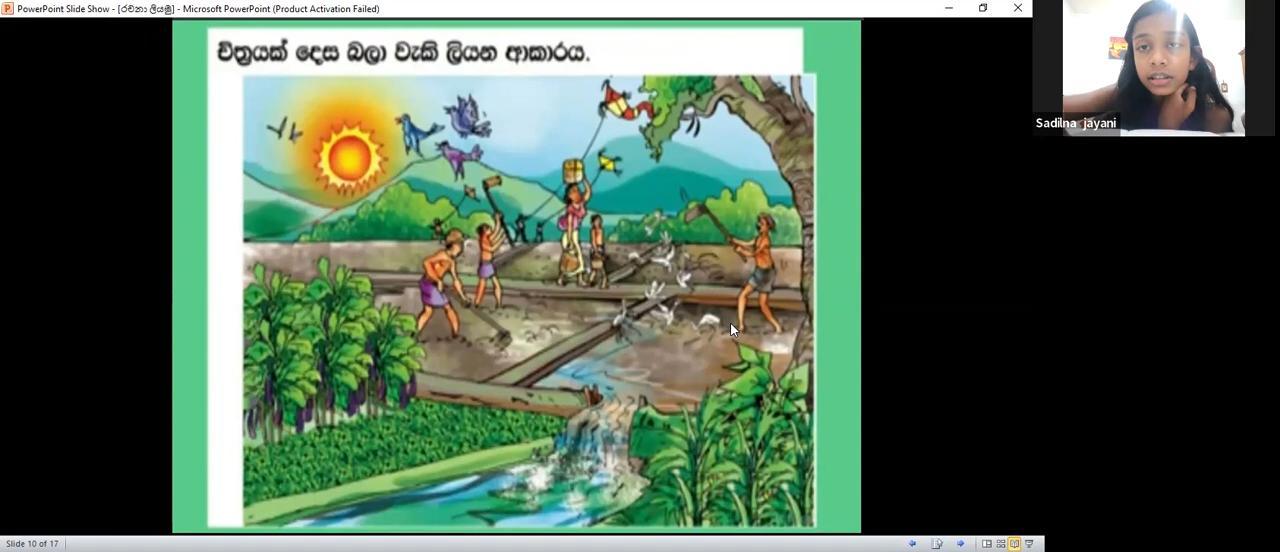 PowerPoint Slide Show - [රචනා ලියමු] - Microsoft PowerPoint (Product Activation Failed)
චිත්‍රයක් දෙස බලා වැකි ලියන ආකාරය.
Sadilna jayani
Slide 10 of 17